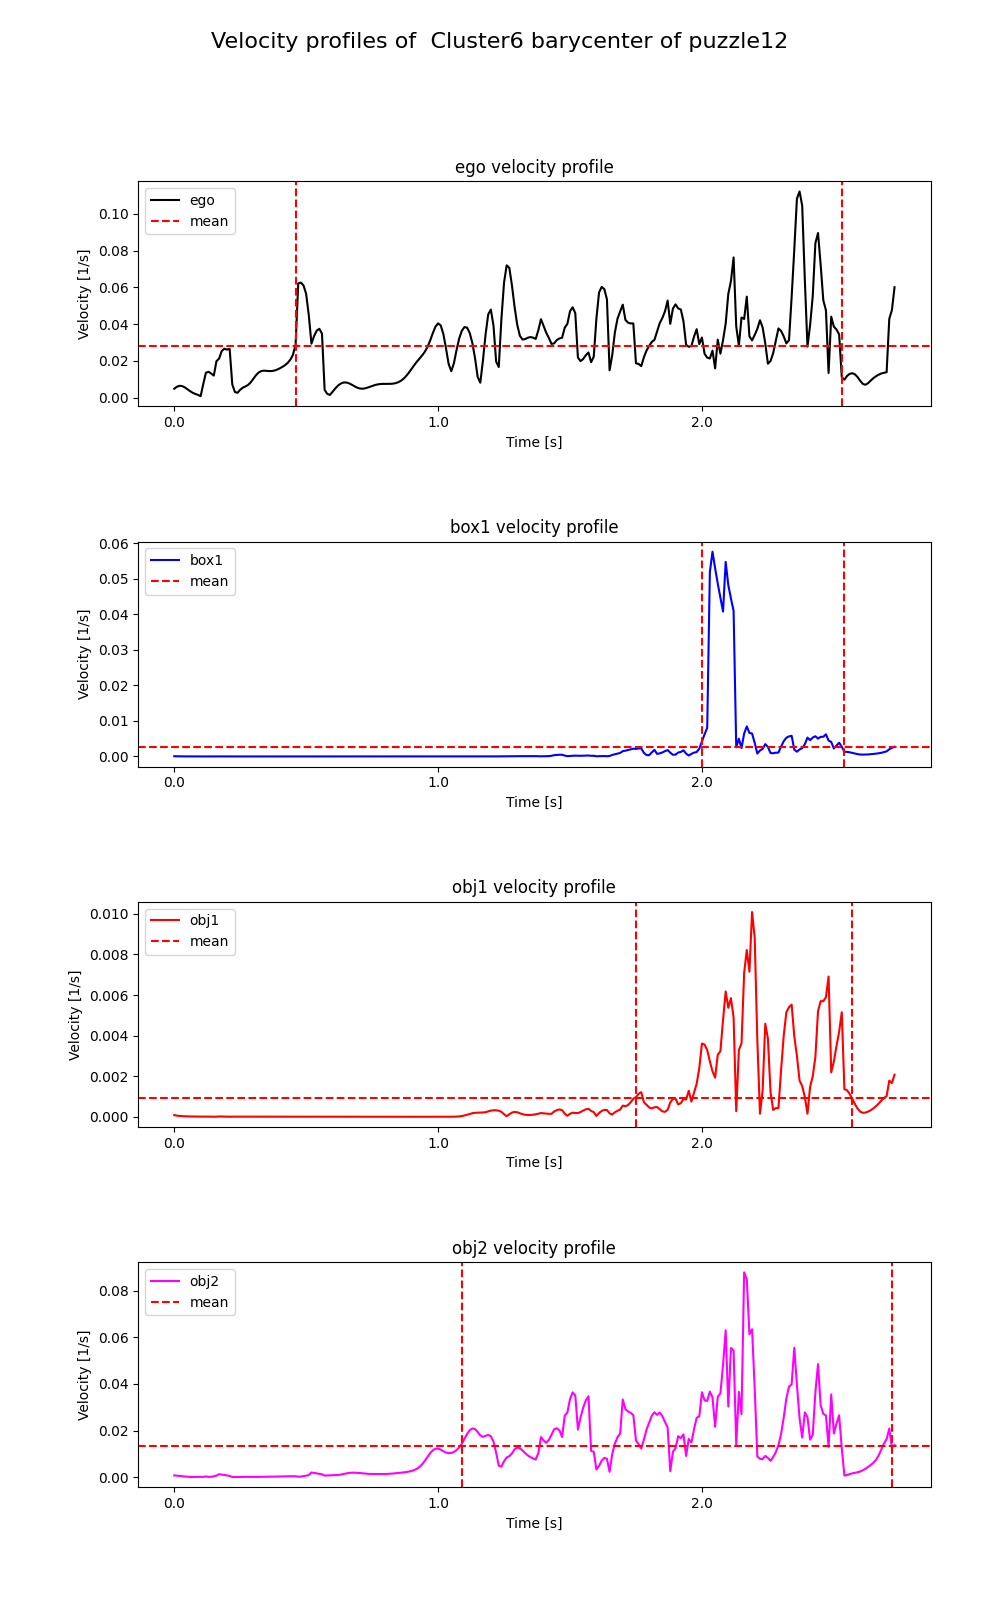 Velocity profiles of  Cluster6 barycenter of puzzle12
ego velocity profile
ego
mean
Velocity [1/s]
0.10
0.08
0.06
0.04
0.02
0.00
0.0 1.0 2.0
Time [s]
box1 velocity profile
box1
mean
Velocity [1/s]
0.06
0.05
0.04
0.03
0.02
0.01
0.00
0.0 1.0 2.0
Time [s]
obj1 velocity profile
obj1
mean
Velocity [1/s]
0.010
0.008
0.006
0.004
0.002
0.000
0.0 1.0 2.0
Time [s]
obj2 velocity profile
obj2
mean
Velocity [1/s]
0.08
0.06
0.04
0.02
0.00
0.0 1.0 2.0
Time [s]